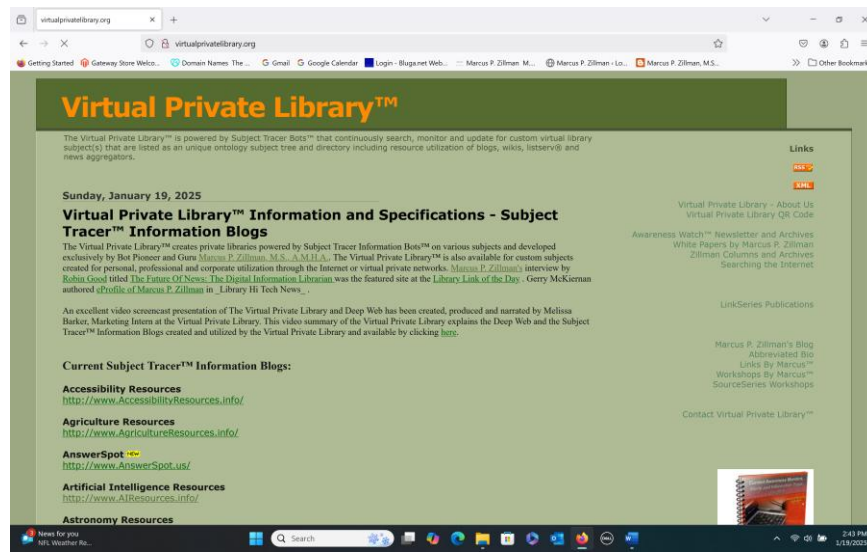 virtualprivatelibrary.org
virtualprivatelibrary.org
Getting Started Gateway Store Welco... Domain Names The ... Gmail Google Calendar Login - Bluga.net Web... Marcus P. Zillman M... Marcus P. Zillman - Lo... Marcus P. Zillman, M.S... Other Bookmark
Virtual Private Library™
The Virtual Private Library™ is powered by Subject Tracer Bots™ that continuously search, monitor and update for custom virtual library
subject(s) that are listed as an unique ontology subject tree and directory including resource utilization of blogs, wikis, listserv® and
news aggregators.
Sunday, January 19, 2025
Virtual Private Library™ Information and Specifications - Subject
Tracer™ Information Blogs
The Virtual Private Library™ creates private libraries powered by Subject Tracer Information Bots™ on various subjects and developed
exclusively by Bot Pioneer and Guru Marcus P. Zillman, M.S., A.M.H.A.. The Virtual Private Library™ is also available for custom subjects
created for personal, professional and corporate utilization through the Internet or virtual private networks. Marcus P. Zillman's interview by
Robin Good titled The Future Of News: The Digital Information Librarian was the featured site at the Library Link of the Day . Gerry McKiernan
authored eProfile of Marcus P. Zillman in _Library Hi Tech News_ .
An excellent video screencast presentation of The Virtual Private Library and Deep Web has been created, produced and narrated by Melissa
Barker, Marketing Intern at the Virtual Private Library. This video summary of the Virtual Private Library explains the Deep Web and the Subject
Tracer™ Information Blogs created and utilized by the Virtual Private Library and available by clicking here.
Current Subject Tracer™ Information Blogs:
Accessibility Resources
http://www.AccessibilityResources.info/
Agriculture Resources
http://www.AgricultureResources.info/
AnswerSpot NEW
http://www.AnswerSpot.us/
Artificial Intelligence Resources
http://www.AIResources.info/
Astronomy Resources
Links
RSS
XML
Virtual Private Library - About Us
Virtual Private Library QR Code
Awareness Watch™ Newsletter and Archives
White Papers by Marcus P. Zillman
Zillman Columns and Archives
Searching the Internet
LinkSeries Publications
Marcus P. Zillman's Blog
Abbreviated Bio
Links By Marcus™
Workshops By Marcus™
SourceSeries Workshops
Contact Virtual Private Library™
News for you
NFL Weather Re...
Search
2:43 PM
1/19/2025